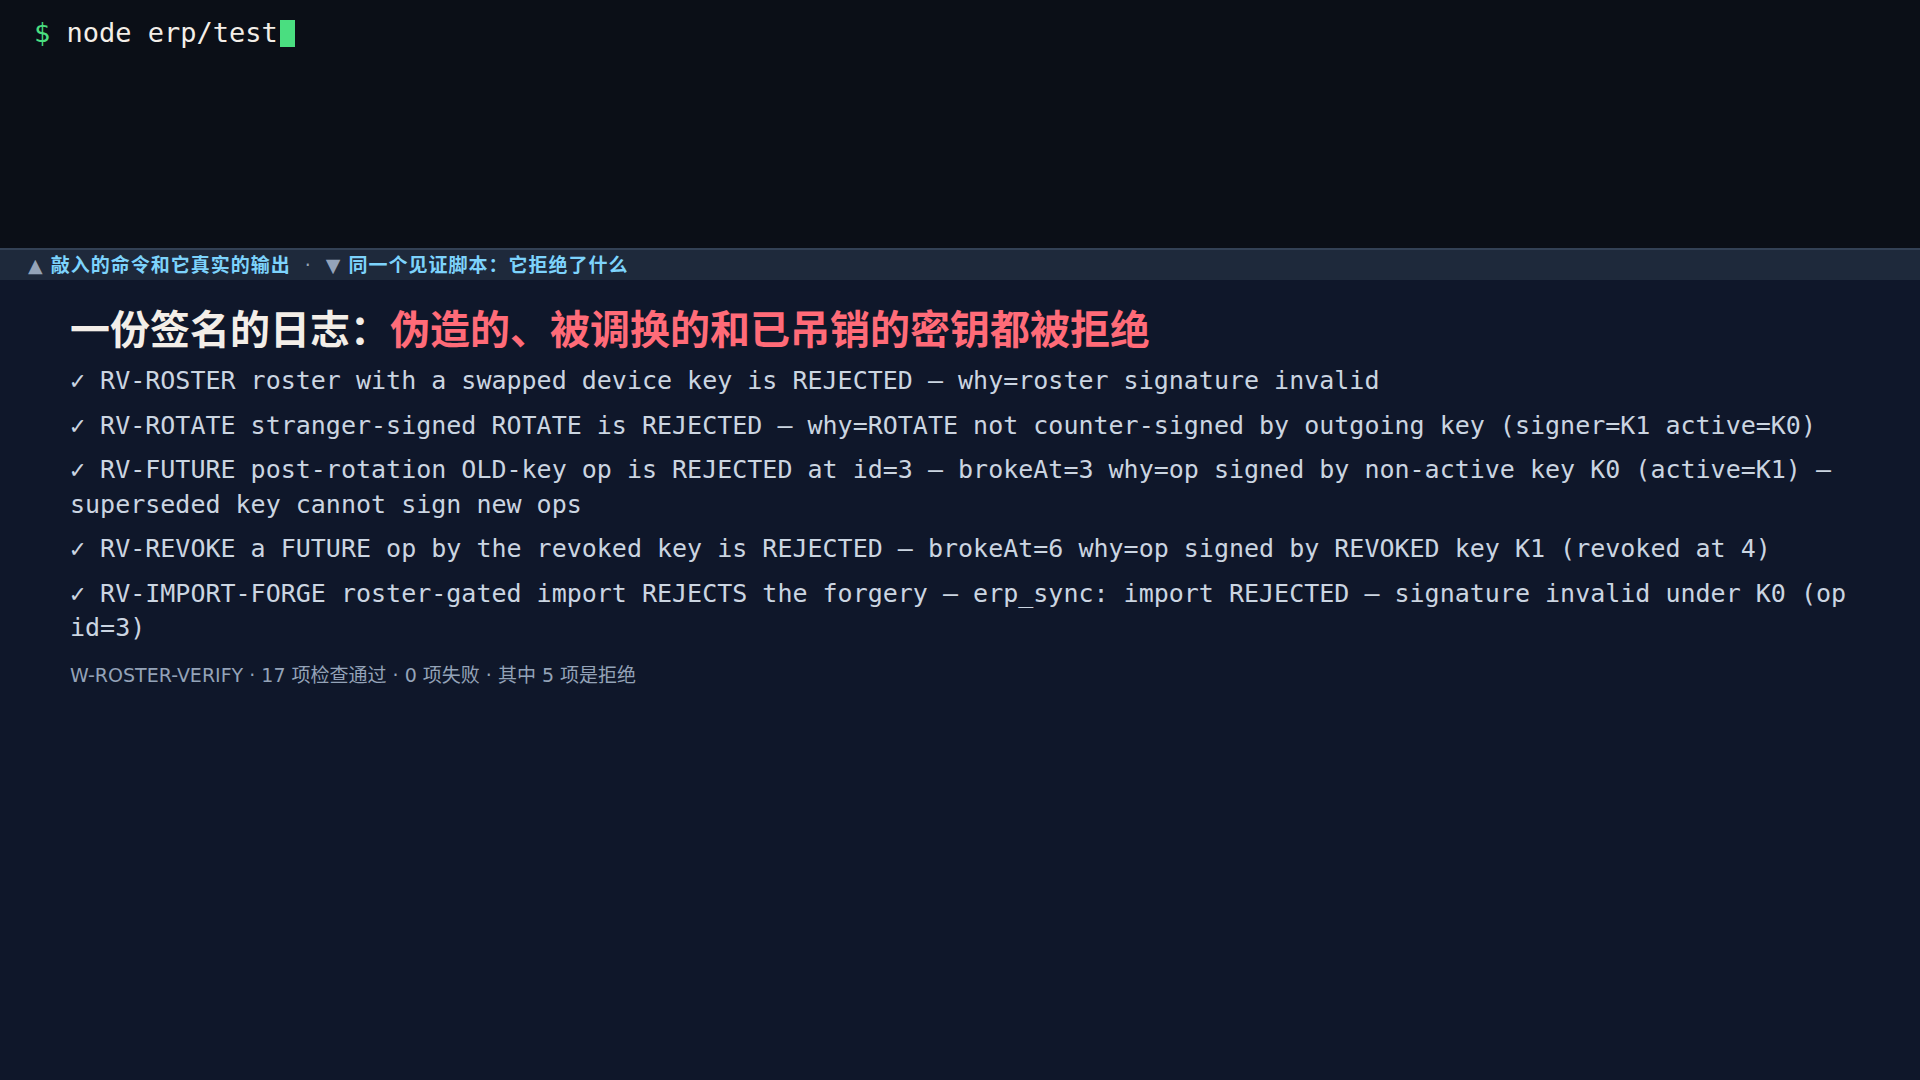 $ node erp/test
▲ 敲入的命令和它真实的输出 · ▼ 同一个见证脚本：它拒绝了什么
一份签名的日志：伪造的、被调换的和已吊销的密钥都被拒绝
✓ RV-ROSTER roster with a swapped device key is REJECTED — why=roster signature invalid
✓ RV-ROTATE stranger-signed ROTATE is REJECTED — why=ROTATE not counter-signed by outgoing key (signer=K1 active=K0)
✓ RV-FUTURE post-rotation OLD-key op is REJECTED at id=3 — brokeAt=3 why=op signed by non-active key K0 (active=K1) —
superseded key cannot sign new ops
✓ RV-REVOKE a FUTURE op by the revoked key is REJECTED — brokeAt=6 why=op signed by REVOKED key K1 (revoked at 4)
✓ RV-IMPORT-FORGE roster-gated import REJECTS the forgery — erp_sync: import REJECTED — signature invalid under K0 (op
id=3)
W-ROSTER-VERIFY · 17 项检查通过 · 0 项失败 · 其中 5 项是拒绝